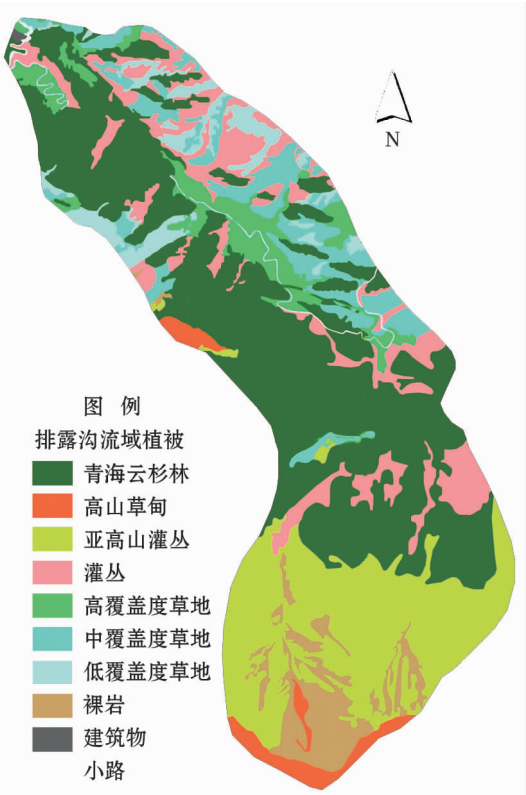 N
图 例
排露沟流域植被
青海云杉林
高山草甸
亚高山灌丛
灌丛
高覆盖度草地
中覆盖度草地
低覆盖度草地
裸岩
建筑物
小路